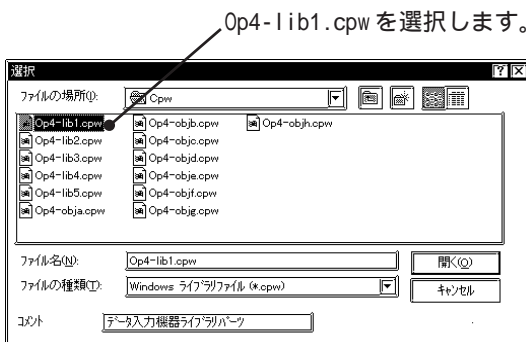 Op4-lib1.cpwを選択します。
選択
ファイルの場所(I):
Cpw
Op4-lib1.cpw
Op4-lib2.cpw
Op4-lib3.cpw
Op4-lib4.cpw
Op4-lib5.cpw
Op4-obja.cpw
Op4-objb.cpw
Op4-objc.cpw
Op4-objd.cpw
Op4-obje.cpw
Op4-objf.cpw
Op4-objg.cpw
Op4-objh.cpw
ファイル名(N):
Op4-lib1.cpw
開く(O)
ファイルの種類(T):
Windows ライブラリファイル (*.cpw)
キャンセル
コメント
データ入力機器ライブラリパーツ